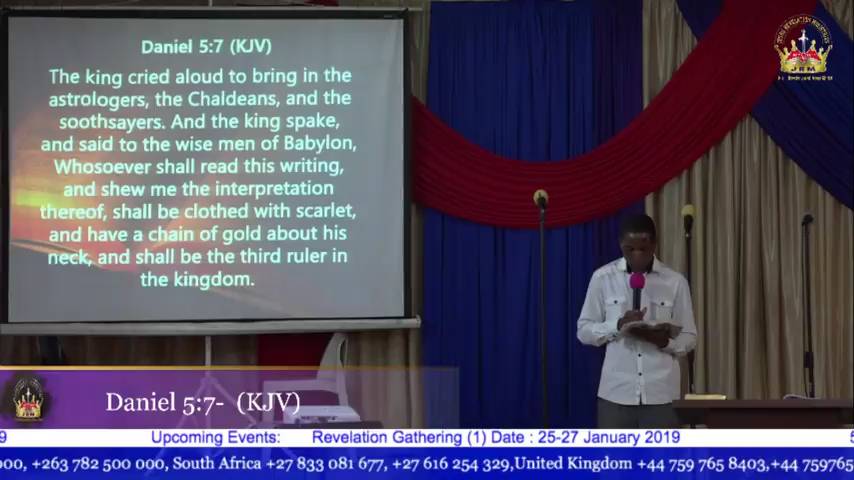 Daniel 5:7 (KJV)
The king cried aloud to bring in the
astrologers, the Chaldeans, and the
soothsayers. And the king spake,
and said to the wise men of Babylon,
Whosoever shall read this writing,
and shew me the interpretation
thereof, shall be clothed with scarlet,
and have a chain of gold about his
neck, and shall be the third ruler in
the kingdom.
JRM
Daniel 5:7- (KJV)
9 Upcoming Events: Revelation Gathering (1) Date : 25-27 January 2019 5
000, +263 782 500 000, South Africa +27 833 081 677, +27 616 254 329,United Kingdom +44 759 765 8403,+44 759765